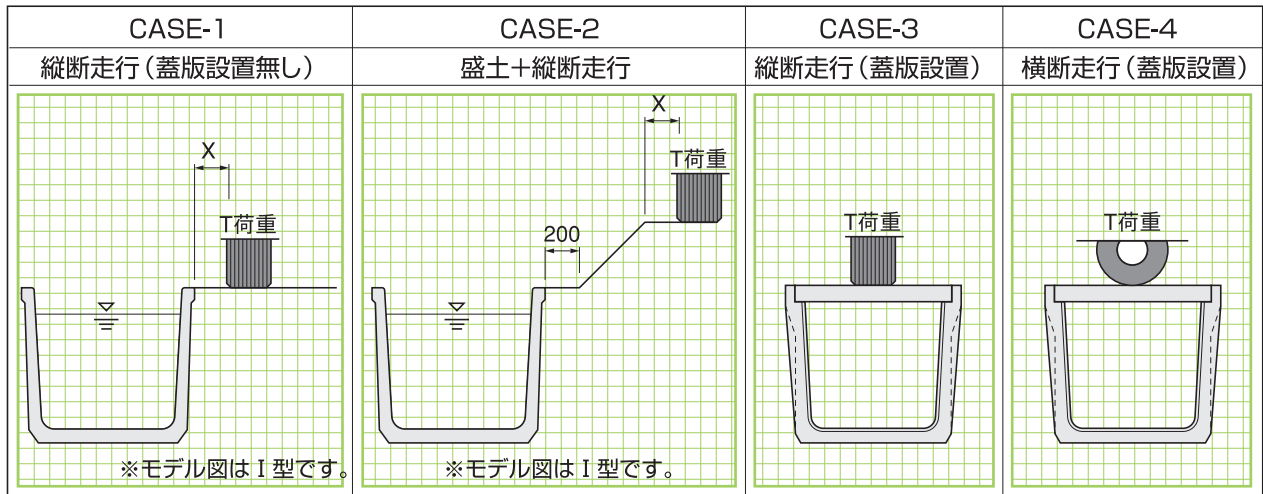 CASE-1
CASE-2
CASE-3
CASE-4
縦断走行(蓋版設置無し)
盛土+縦断走行
縦断走行(蓋版設置)
横断走行(蓋版設置)
X
T荷重
※モデル図はⅠ型です。
X
T荷重
200
※モデル図はⅠ型です。
T荷重
T荷重